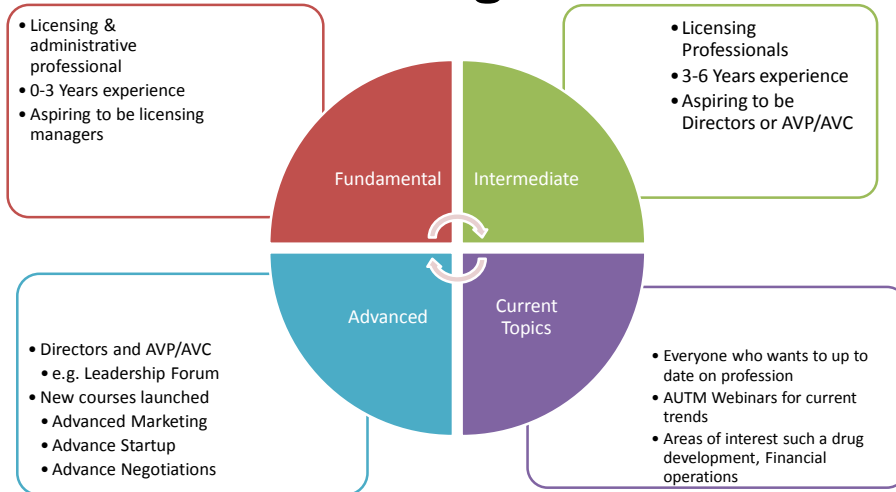 • Licensing &
administrative
professional
• 0-3 Years experience
• Aspiring to be licensing
managers
• Licensing
Professionals
• 3-6 Years experience
• Aspiring to be
Directors or AVP/AVC
Fundamental
Intermediate
Advanced
Current
Topics
• Directors and AVP/AVC
• e.g. Leadership Forum
• New courses launched
• Advanced Marketing
• Advance Startup
• Advance Negotiations
• Everyone who wants to up to
date on profession
• AUTM Webinars for current
trends
• Areas of interest such a drug
development, Financial
operations